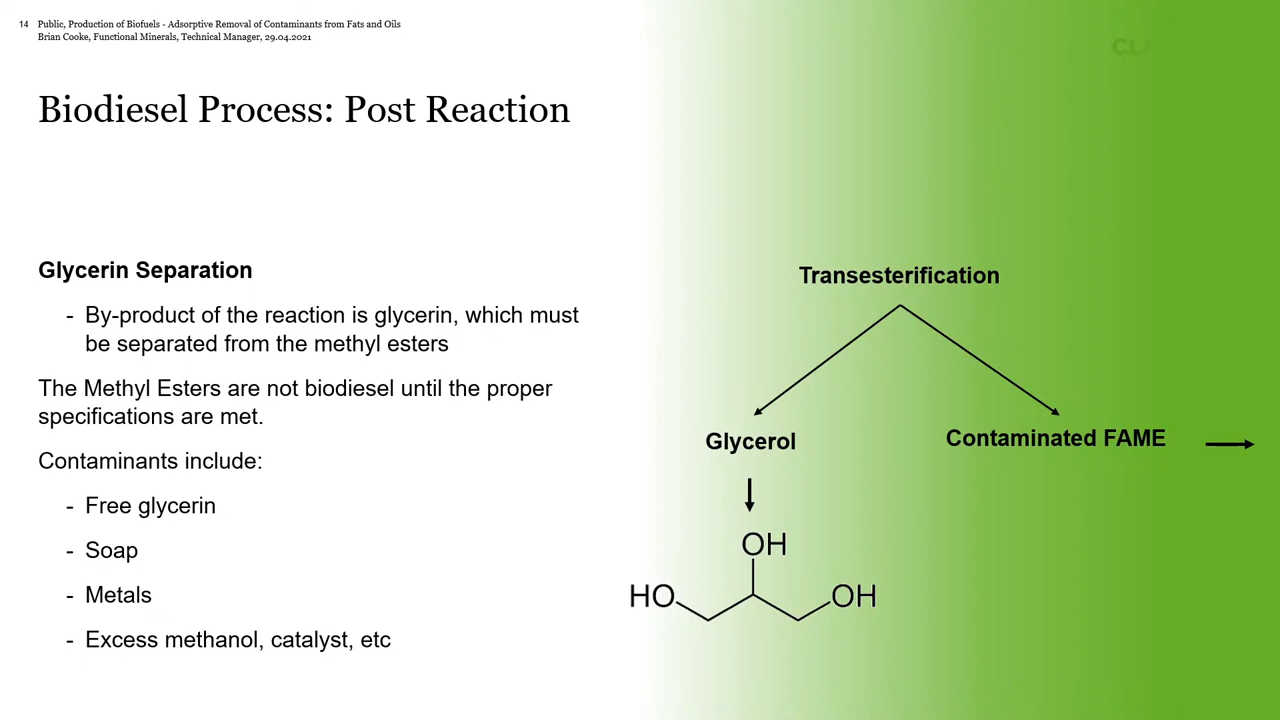 14 Public, Production of Biofuels - Adsorptive Removal of Contaminants from Fats and Oils
Brian Cooke, Functional Minerals, Technical Manager, 29.04.2021
Biodiesel Process: Post Reaction
Glycerin Separation
- By-product of the reaction is glycerin, which must
be separated from the methyl esters
The Methyl Esters are not biodiesel until the proper
specifications are met.
Contaminants include:
- Free glycerin
- Soap
- Metals
- Excess methanol, catalyst, etc
Transesterification
Glycerol
Contaminated FAME
OH
HO
OH